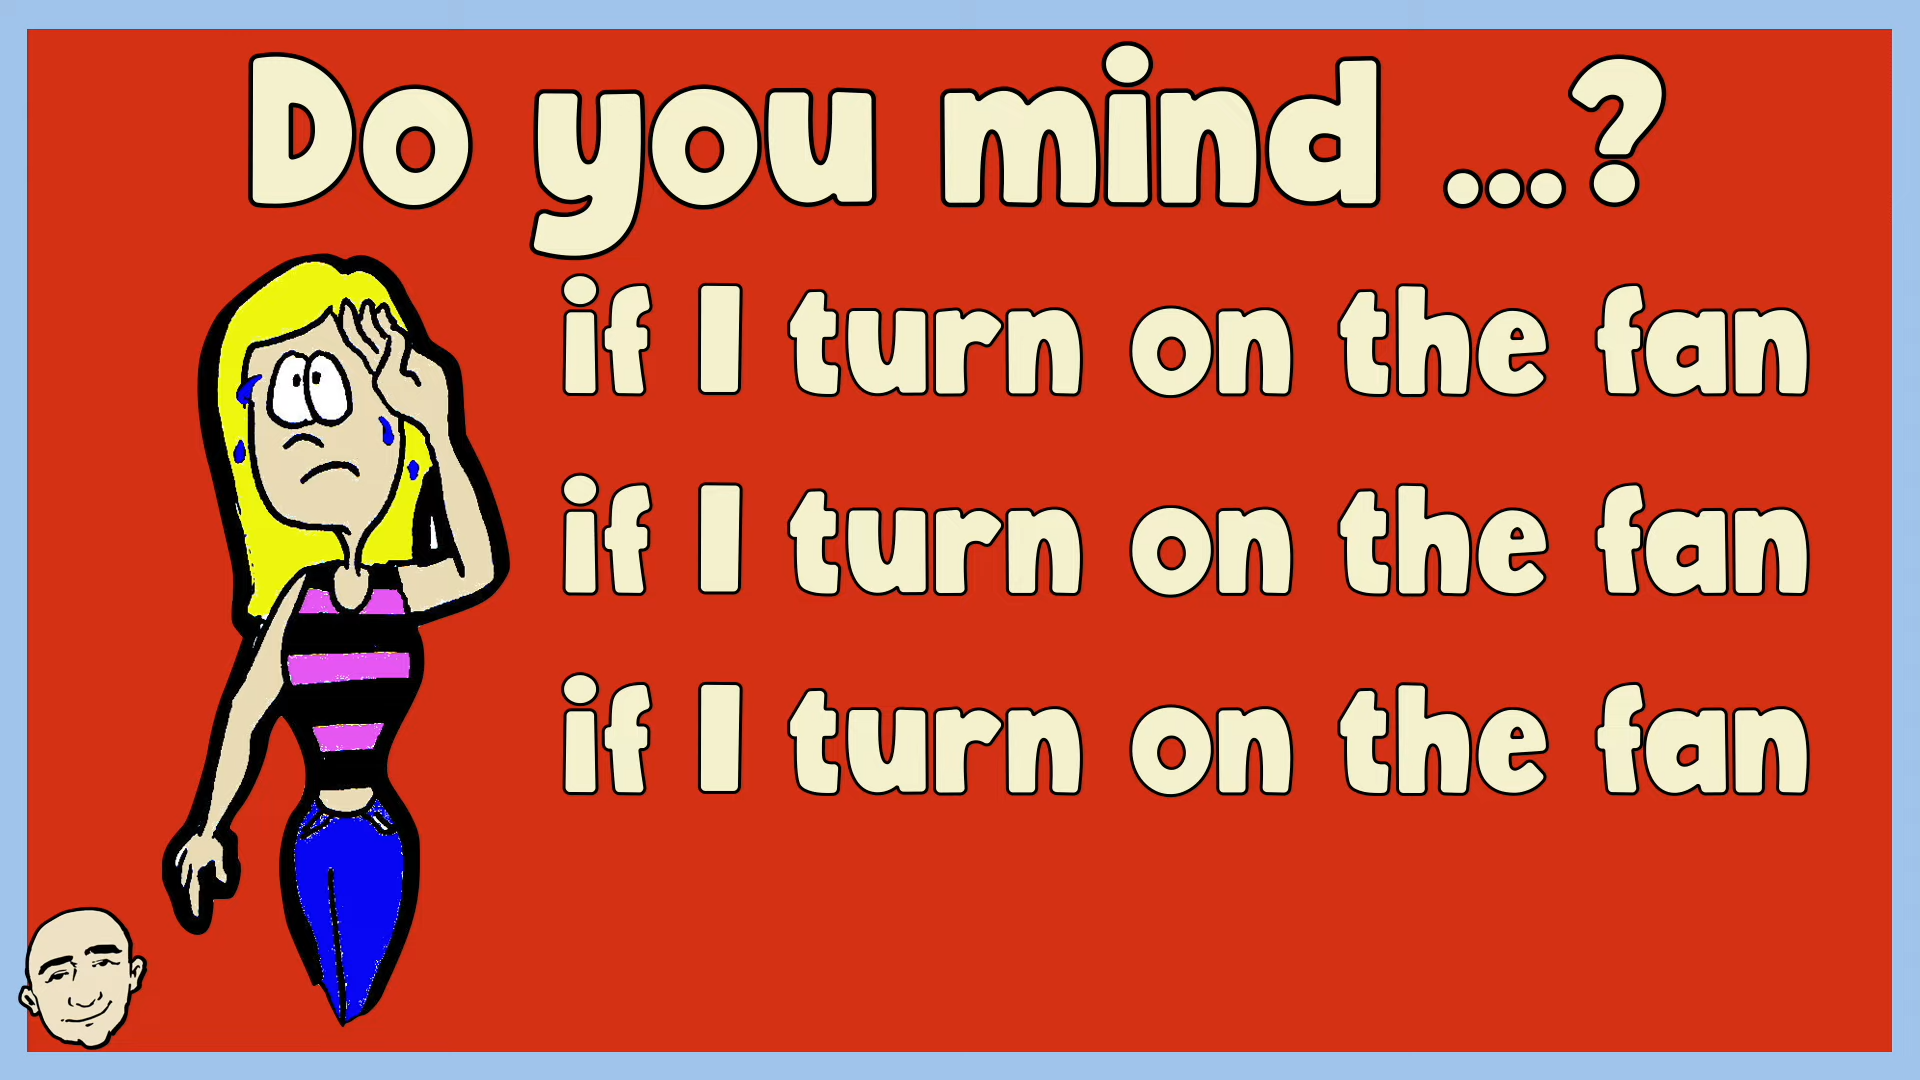 Do you mind ...?
if I turn on the fan
if I turn on the fan
if I turn on the fan